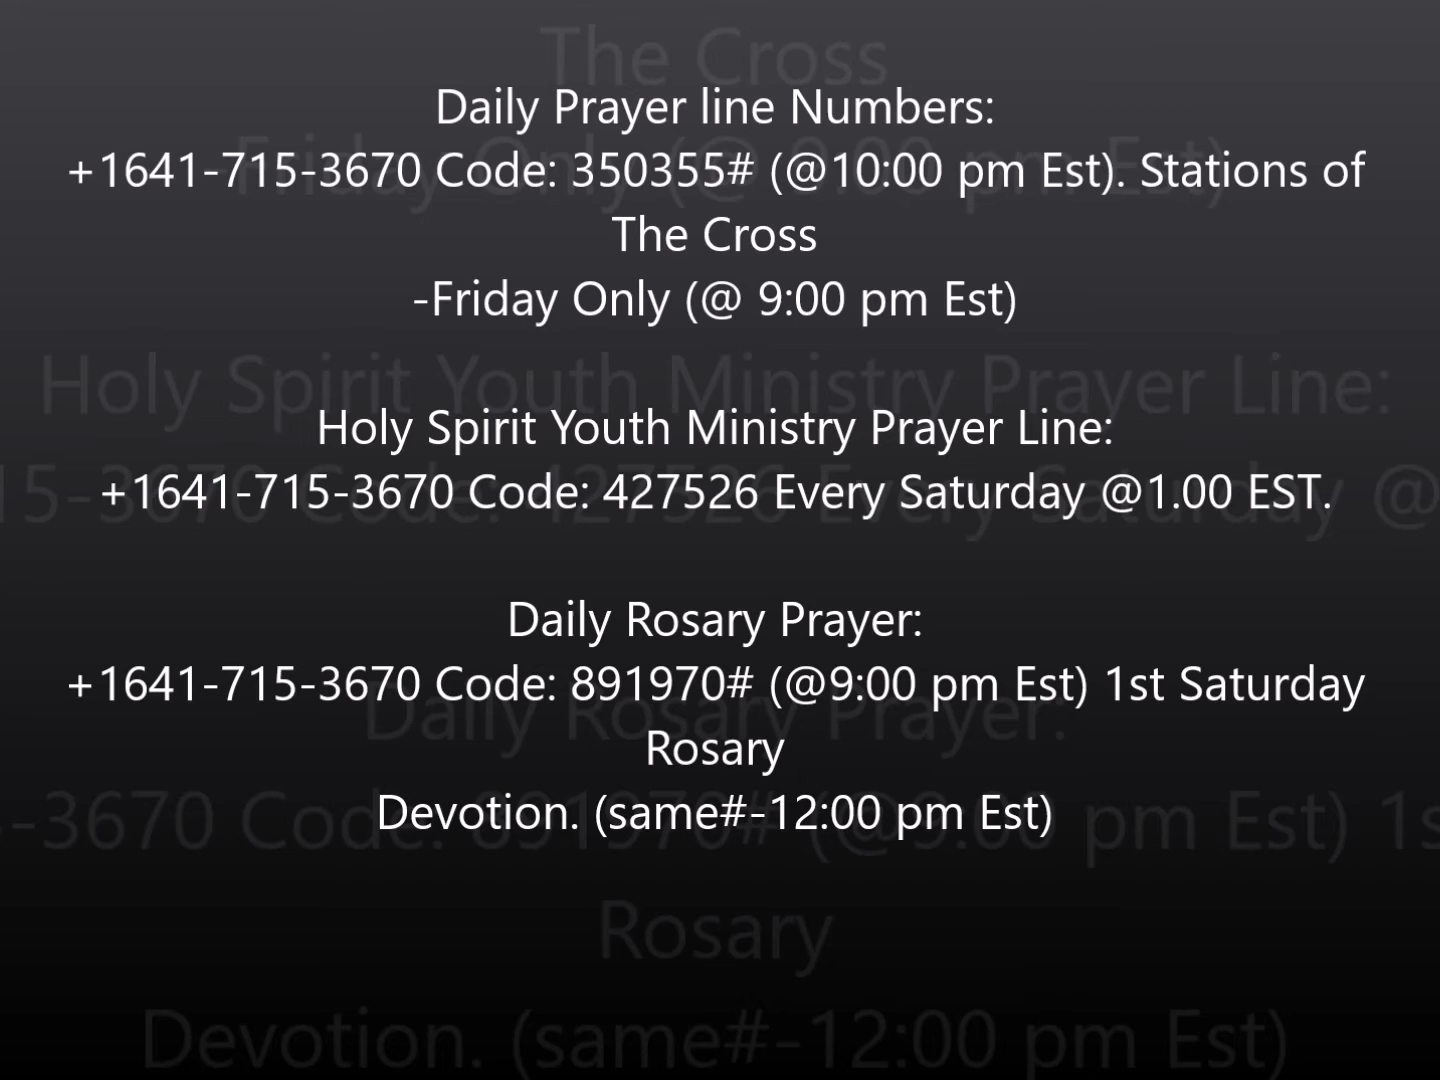 Daily Prayer line Numbers:
+1641-715-3670 Code: 350355# (@10:00 pm Est). Stations of
The Cross
-Friday Only (@ 9:00 pm Est)
Holy Spirit Youth Ministry Prayer Line:
+1641-715-3670 Code: 427526 Every Saturday @1.00 EST.
Daily Rosary Prayer:
+1641-715-3670 Code: 891970# (@9:00 pm Est) 1st Saturday
Rosary
Devotion. (same#-12:00 pm Est)